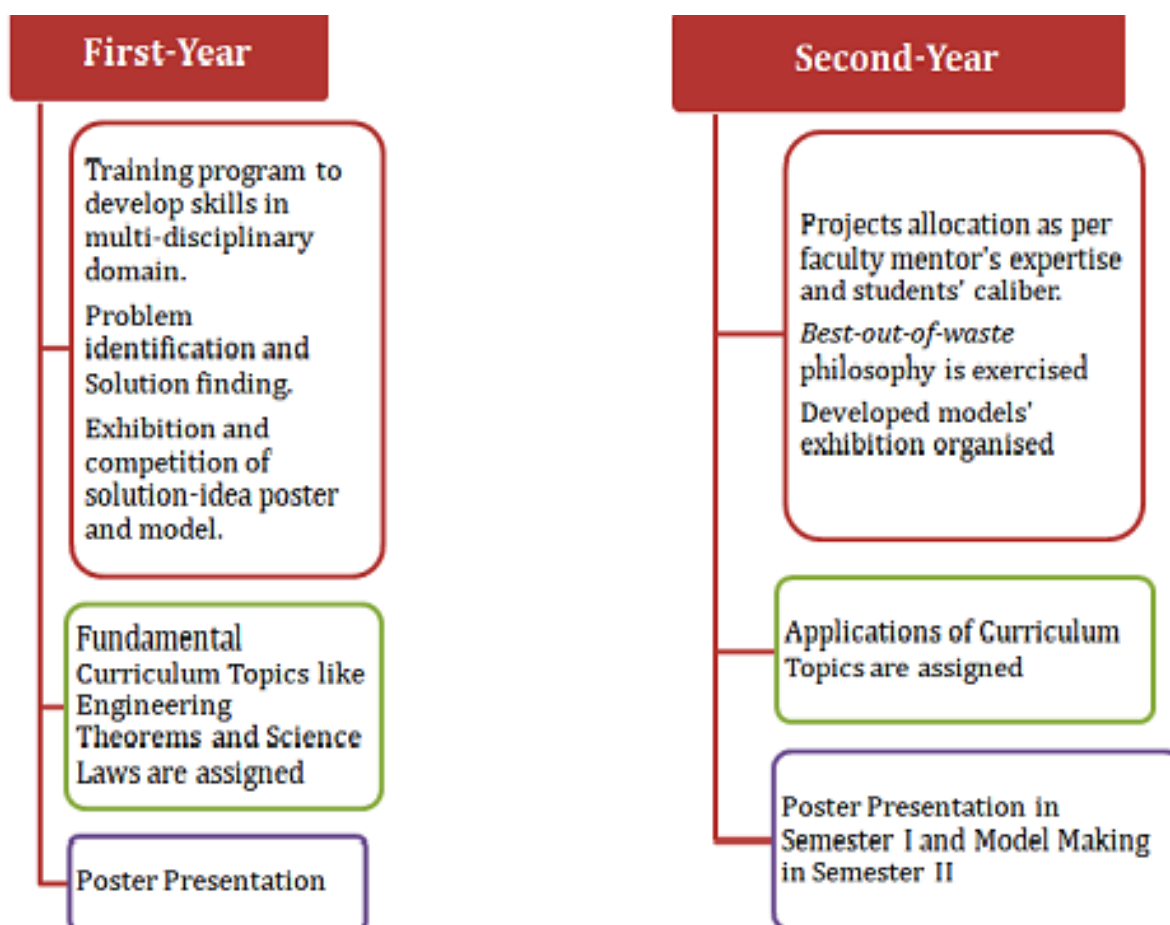 First-Year
Training program to
develop skills in
multi-disciplinary
domain.
Problem
identification and
Solution finding.
Exhibition and
competition of
solution-idea poster
and model.
Fundamental
Curriculum Topics like
Engineering
Theorems and Science
Laws are assigned
Poster Presentation
Second-Year
Projects allocation as per
faculty mentor's expertise
and students' caliber.
Best-out-of-waste
philosophy is exercised
Developed models'
exhibition organised
Applications of Curriculum
Topics are assigned
Poster Presentation in
Semester I and Model Making
in Semester II